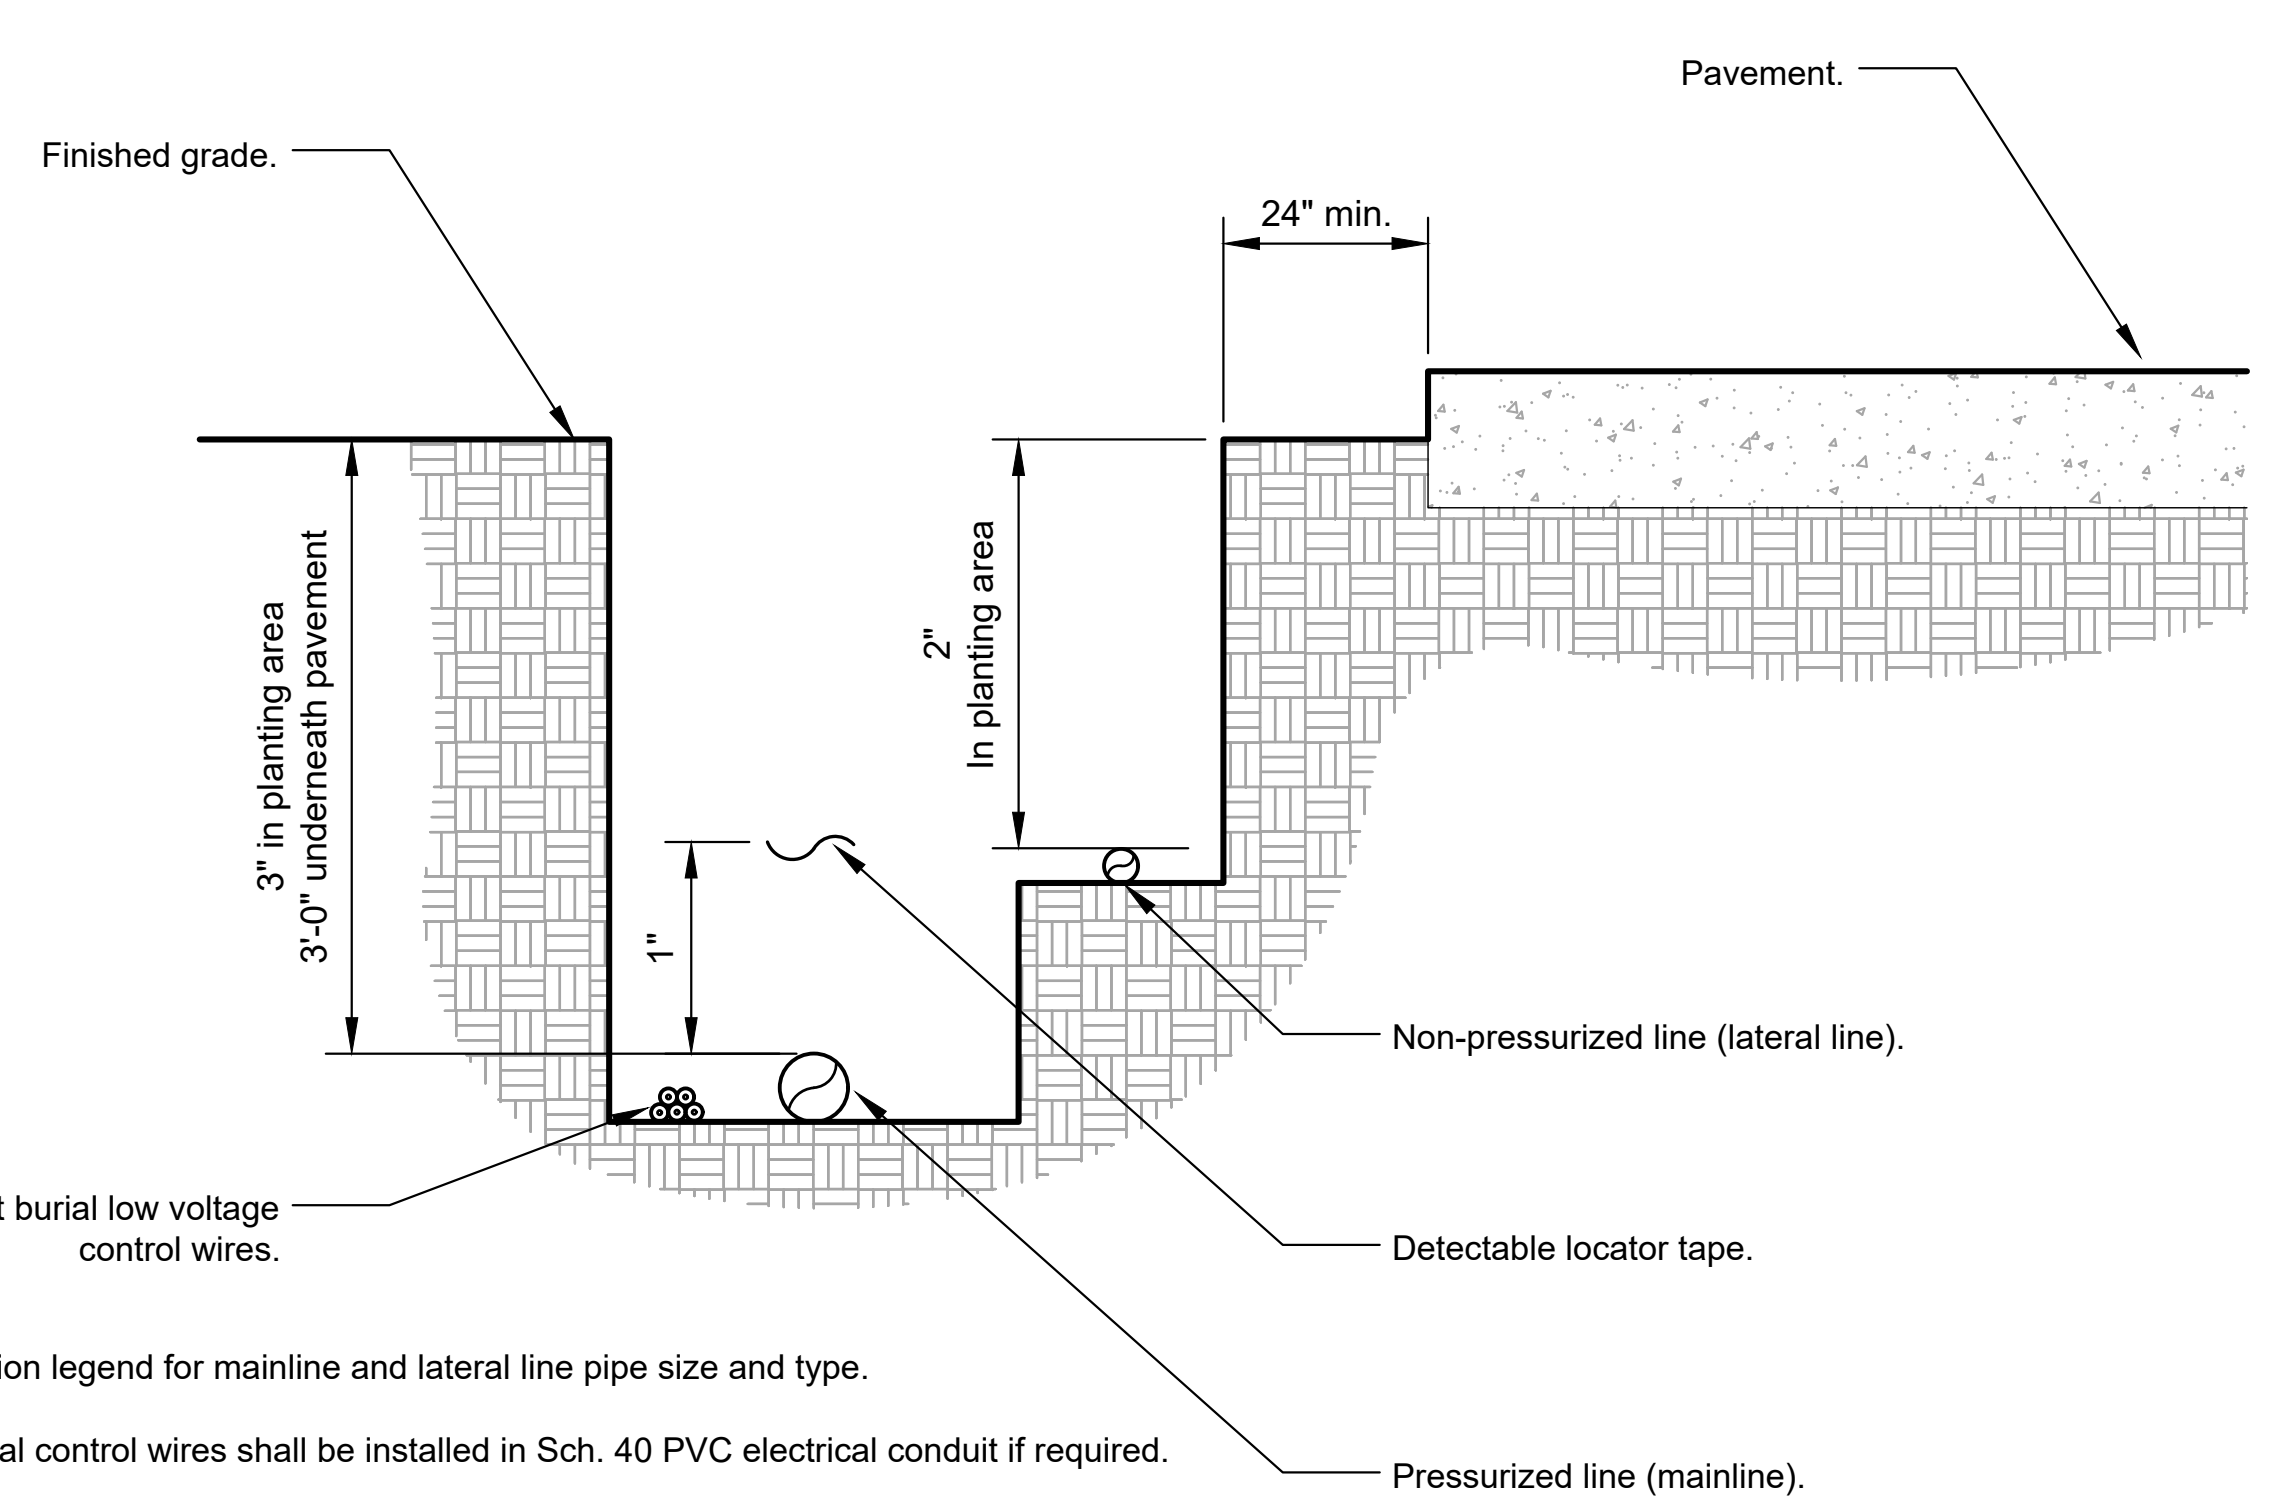 Pavement.
Finished grade.
24" min.
3" in planting area
3'-0" underneath pavement
2"
In planting area
1"
Non-pressurized line (lateral line).
burial low voltage
control wires.
Detectable locator tape.
legend for mainline and lateral line pipe size and type.
control wires shall be installed in Sch. 40 PVC electrical conduit if required.
Pressurized line (mainline).